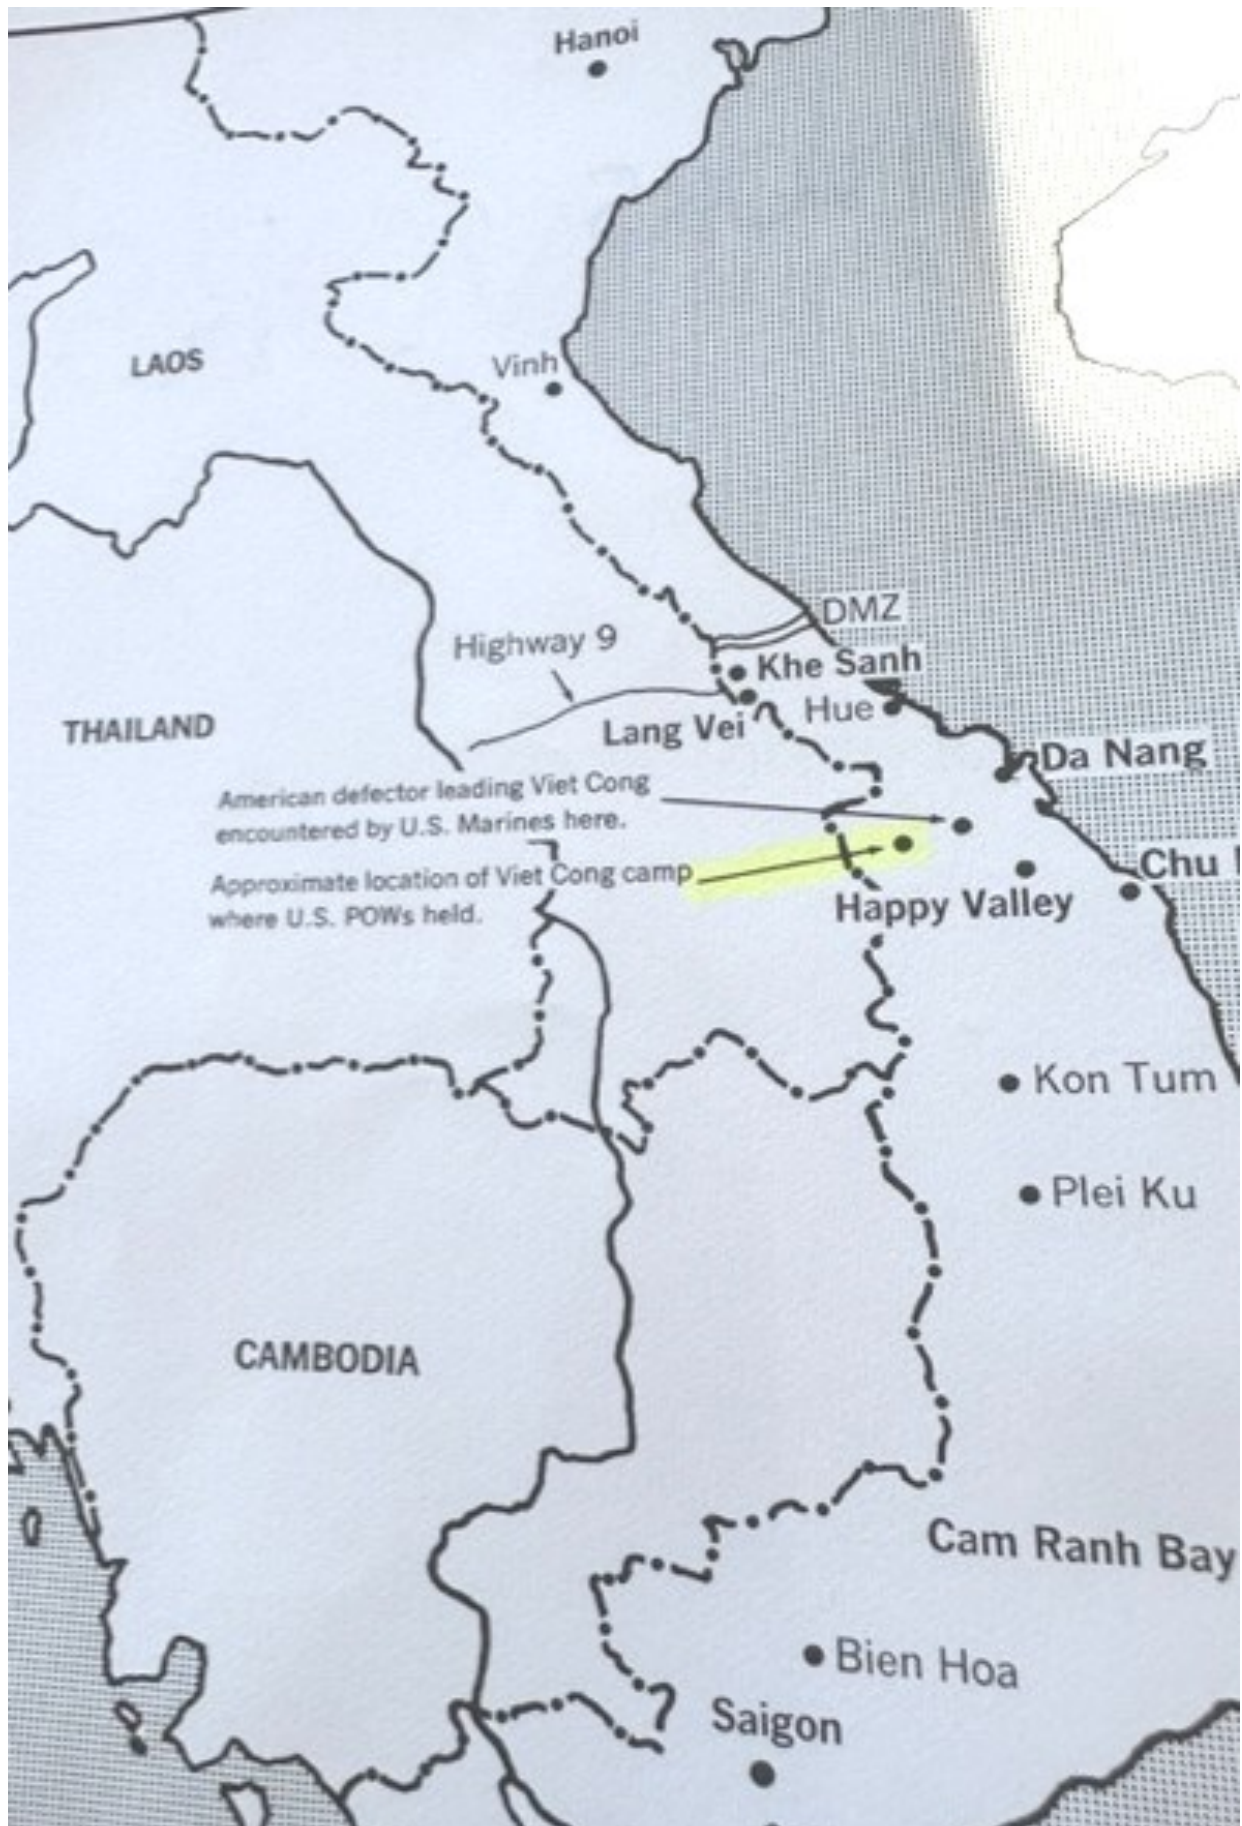 Hanoi
LAOS
Vinh
DMZ
Highway 9
Khe Sanh
Lang Vei
Hue
THAILAND
Da Nang
American defector leading Viet Cong
encountered by U.S. Marines here.
Approximate location of Viet Cong camp
where U.S. POWs held.
Chu
Happy Valley
Kon Tum
Plei Ku
CAMBODIA
Cam Ranh Bay
Bien Hoa
Saigon